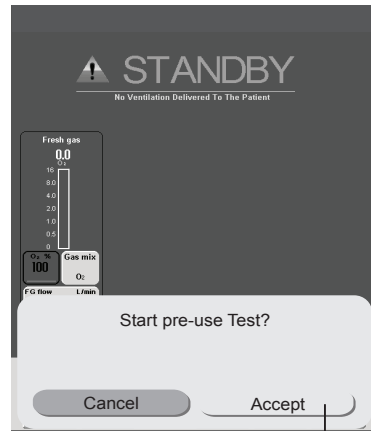 STANDBY
No Ventilation Delivered To The Patient
Fresh gas
0.0
O₂
16
8.0
4.0
2.0
1.0
0.5
0
O₂ %
100
Gas mix
O₂
FG flow L/min
Start pre-use Test?
Cancel Accept